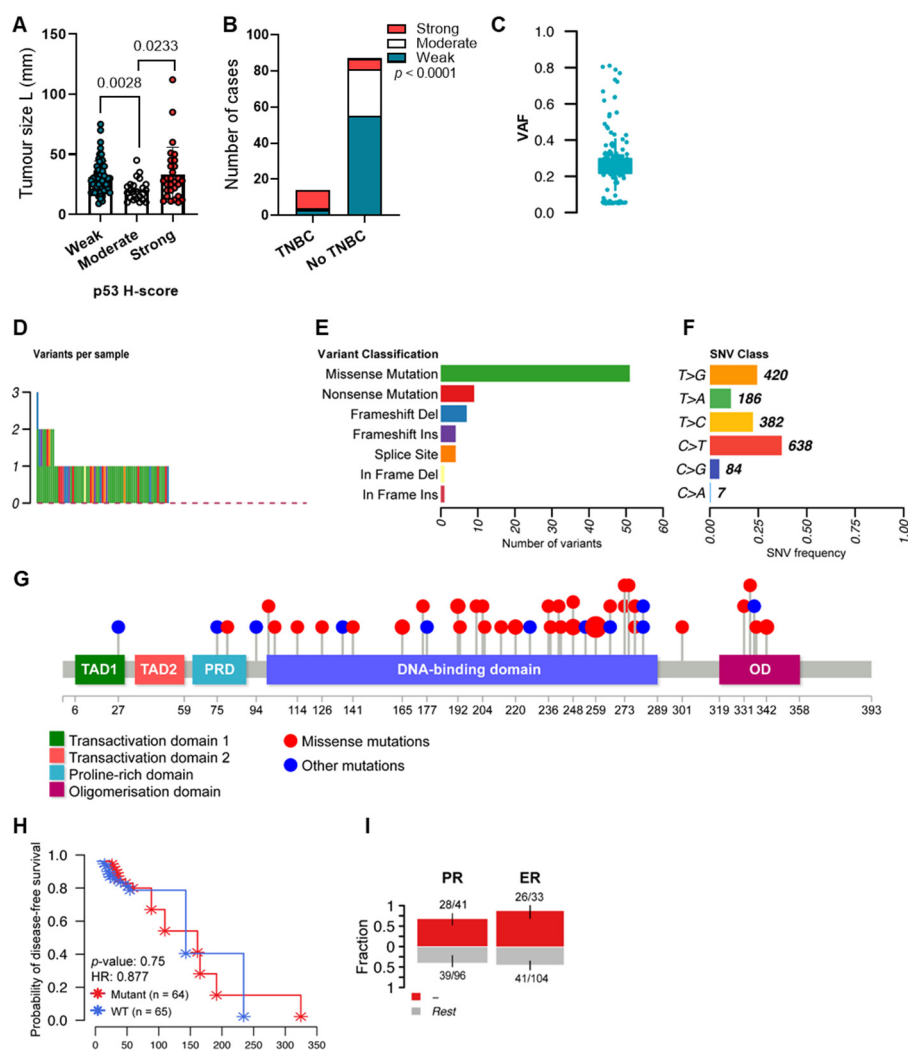 A
Tumour size L (mm)
150
100
50
0
0.0028
0.0233
Weak
Moderate
Strong
p53 H-score
B
Number of cases
100
80
60
40
20
0
Strong
Moderate
Weak
p < 0.0001
TNBC
No TNBC
C
VAF
1.0
0.8
0.6
0.4
0.2
0.0
D
Variants per sample
3
2
1
0
E
Variant Classification
Missense Mutation
Nonsense Mutation
Frameshift Del
Frameshift Ins
Splice Site
In Frame Del
In Frame Ins
0 10 20 30 40 50 60
Number of variants
F
SNV Class
T>G 420
T>A 186
T>C 382
C>T 638
C>G 84
C>A 7
0.00 0.25 0.50 0.75 1.00
SNV frequency
G
TAD1 TAD2 PRD DNA-binding domain OD
6 27 59 75 94 114 126 141 165 177 192 204 220 236 248 259 273 289 301 319 331 342 358 393
Transactivation domain 1
Transactivation domain 2
Proline-rich domain
Oligomerisation domain
Missense mutations
Other mutations
H
Probability of disease-free survival
1.0
0.8
0.6
0.4
0.2
0.0
p-value: 0.75
HR: 0.877
Mutant (n = 64)
WT (n = 65)
0 50 100 150 200 250 300 350
I
PR ER
28/41 26/33
Fraction
1
0.5
0
0.5
1
39/96 41/104
–
Rest